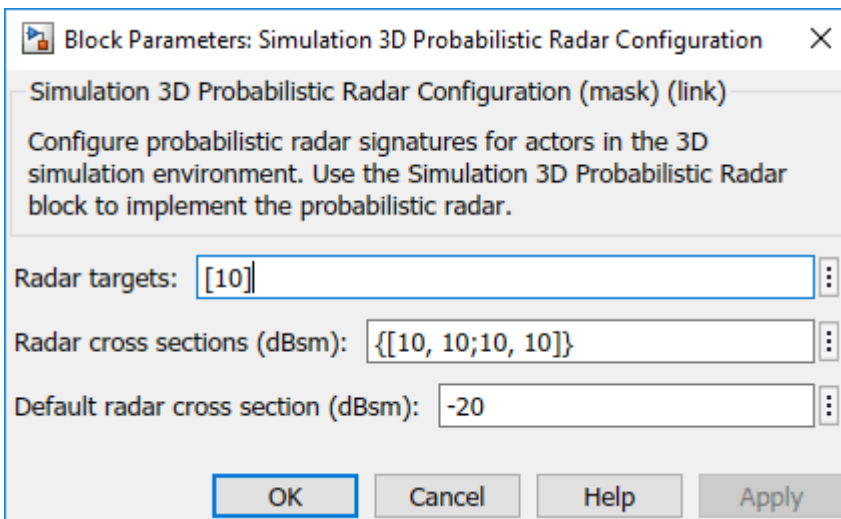 Block Parameters: Simulation 3D Probabilistic Radar Configuration
Simulation 3D Probabilistic Radar Configuration (mask) (link)
Configure probabilistic radar signatures for actors in the 3D
simulation environment. Use the Simulation 3D Probabilistic Radar
block to implement the probabilistic radar.
Radar targets: [10]
Radar cross sections (dBsm): {[10, 10;10, 10]}
Default radar cross section (dBsm): -20
OK Cancel Help Apply